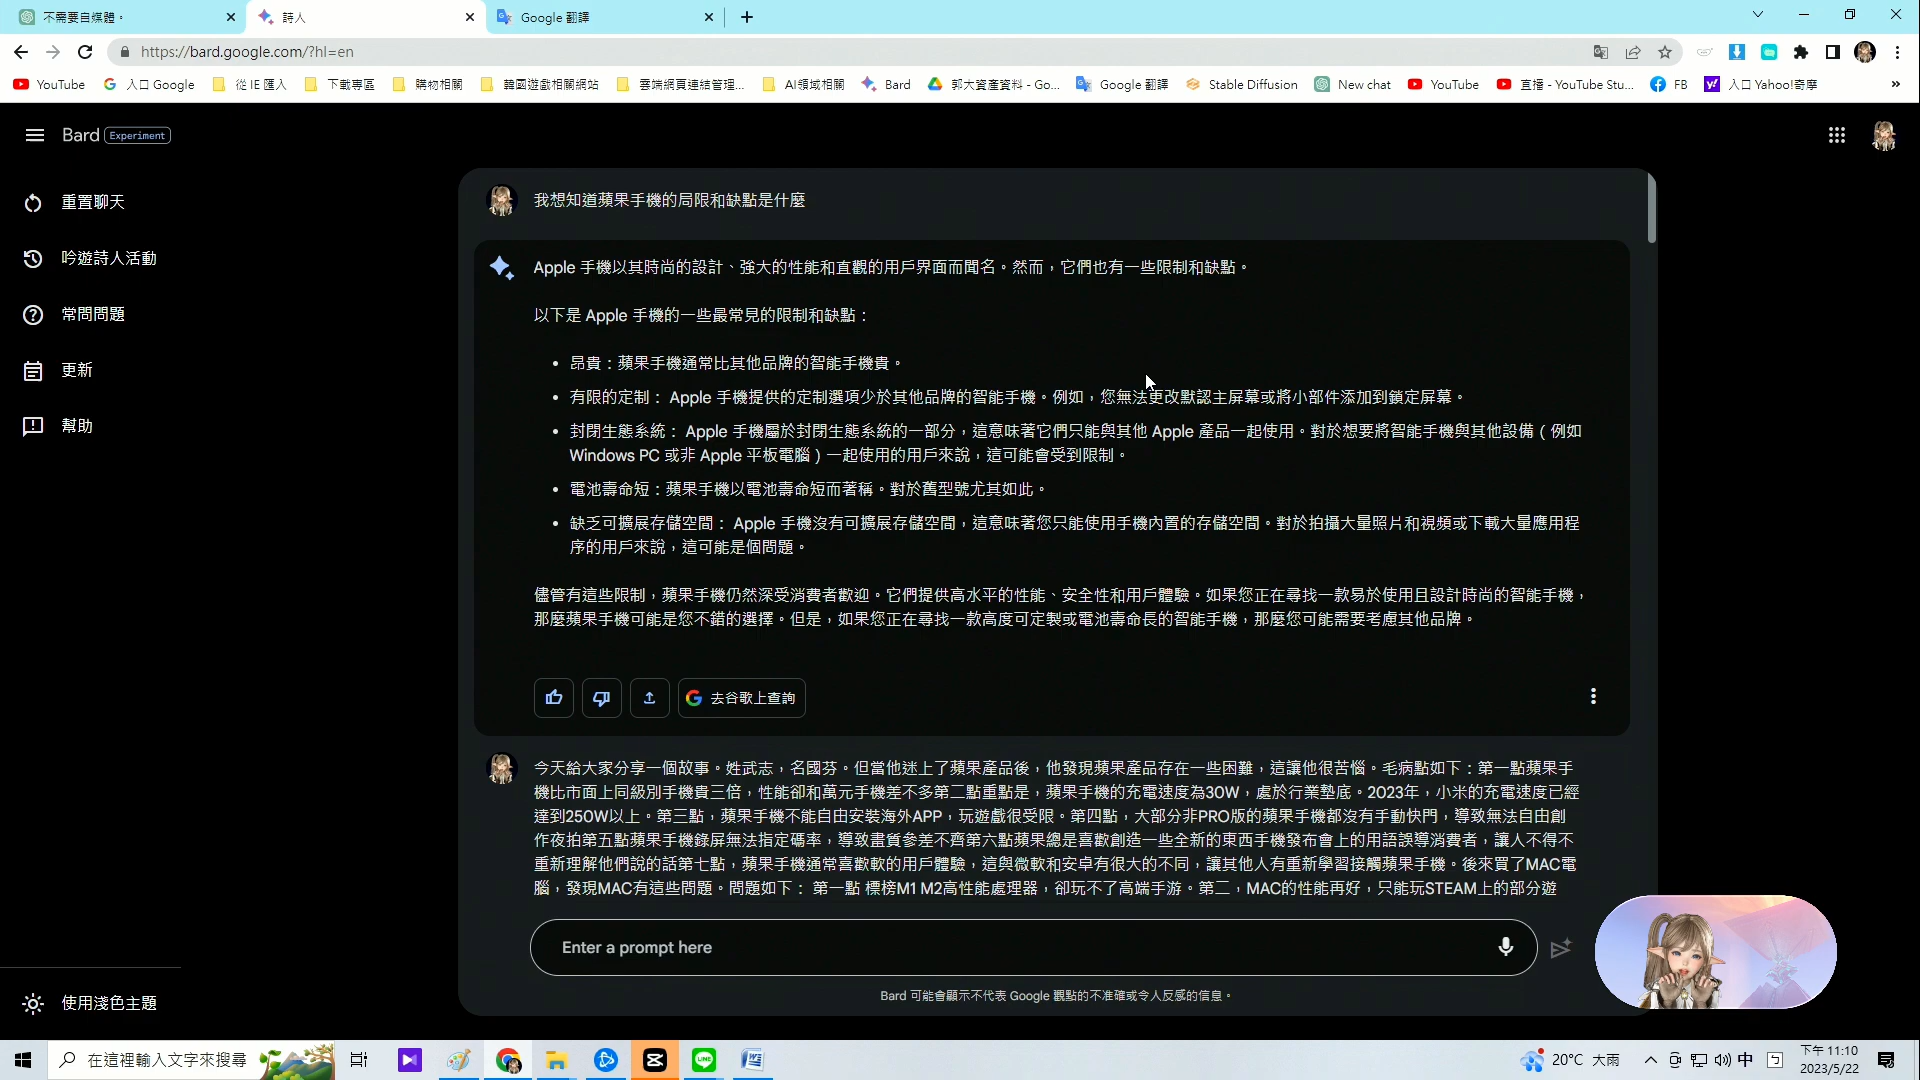 不需要自媒體。
詩人
Google 翻譯
https://bard.google.com/?hl=en
YouTube
入口 Google
從 IE 匯入
下載專區
購物相關
韓國遊戲相關網站
雲端網頁連結管理...
AI領域相關
Bard
郭大資產資料 - Go...
Google 翻譯
Stable Diffusion
New chat
YouTube
直播 - YouTube Stu...
FB
入口 Yahoo!奇摩
»
Bard Experiment
重置聊天
吟遊詩人活動
常問問題
更新
幫助
使用淺色主題
我想知道蘋果手機的局限和缺點是什麼
Apple 手機以其時尚的設計、強大的性能和直觀的用戶界面而聞名。然而，它們也有一些限制和缺點。
以下是 Apple 手機的一些最常見的限制和缺點：
• 昂貴：蘋果手機通常比其他品牌的智能手機貴。
• 有限的定制： Apple 手機提供的定制選項少於其他品牌的智能手機。例如，您無法更改默認主屏幕或將小部件添加到鎖定屏幕。
• 封閉生態系統： Apple 手機屬於封閉生態系統的一部分，這意味著它們只能與其他 Apple 產品一起使用。對於想要將智能手機與其他設備（例如
Windows PC 或非 Apple 平板電腦）一起使用的用戶來說，這可能會受到限制。
• 電池壽命短：蘋果手機以電池壽命短而著稱。對於舊型號尤其如此。
• 缺乏可擴展存儲空間： Apple 手機沒有可擴展存儲空間，這意味著您只能使用手機內置的存儲空間。對於拍攝大量照片和視頻或下載大量應用程
序的用戶來說，這可能是個問題。
儘管有這些限制，蘋果手機仍然深受消費者歡迎。它們提供高水平的性能、安全性和用戶體驗。如果您正在尋找一款易於使用且設計時尚的智能手機，
那麼蘋果手機可能是您不錯的選擇。但是，如果您正在尋找一款高度可定製或電池壽命長的智能手機，那麼您可能需要考慮其他品牌。
去谷歌上查詢
今天給大家分享一個故事。姓武志，名國芬。但當他迷上了蘋果產品後，他發現蘋果產品存在一些困難，這讓他很苦惱。毛病點如下：第一點蘋果手
機比市面上同級別手機貴三倍，性能卻和萬元手機差不多第二點重點是，蘋果手機的充電速度為30W，處於行業墊底。2023年，小米的充電速度已經
達到250W以上。第三點，蘋果手機不能自由安裝海外APP，玩遊戲很受限。第四點，大部分非PRO版的蘋果手機都沒有手動快門，導致無法自由創
作夜拍第五點蘋果手機錄屏無法指定碼率，導致畫質參差不齊第六點蘋果總是喜歡創造一些全新的東西手機發布會上的用語誤導消費者，讓人不得不
重新理解他們說的話第七點，蘋果手機通常喜歡軟的用戶體驗，這與微軟和安卓有很大的不同，讓其他人有重新學習接觸蘋果手機。後來買了MAC電
腦，發現MAC有這些問題。問題如下： 第一點 標榜M1 M2高性能處理器，卻玩不了高端手游。第二，MAC的性能再好，只能玩STEAM上的部分遊
Enter a prompt here
Bard 可能會顯示不代表 Google 觀點的不准確或令人反感的信息。
在這裡輸入文字來搜尋
20°C 大雨
中
下午 11:10
2023/5/22